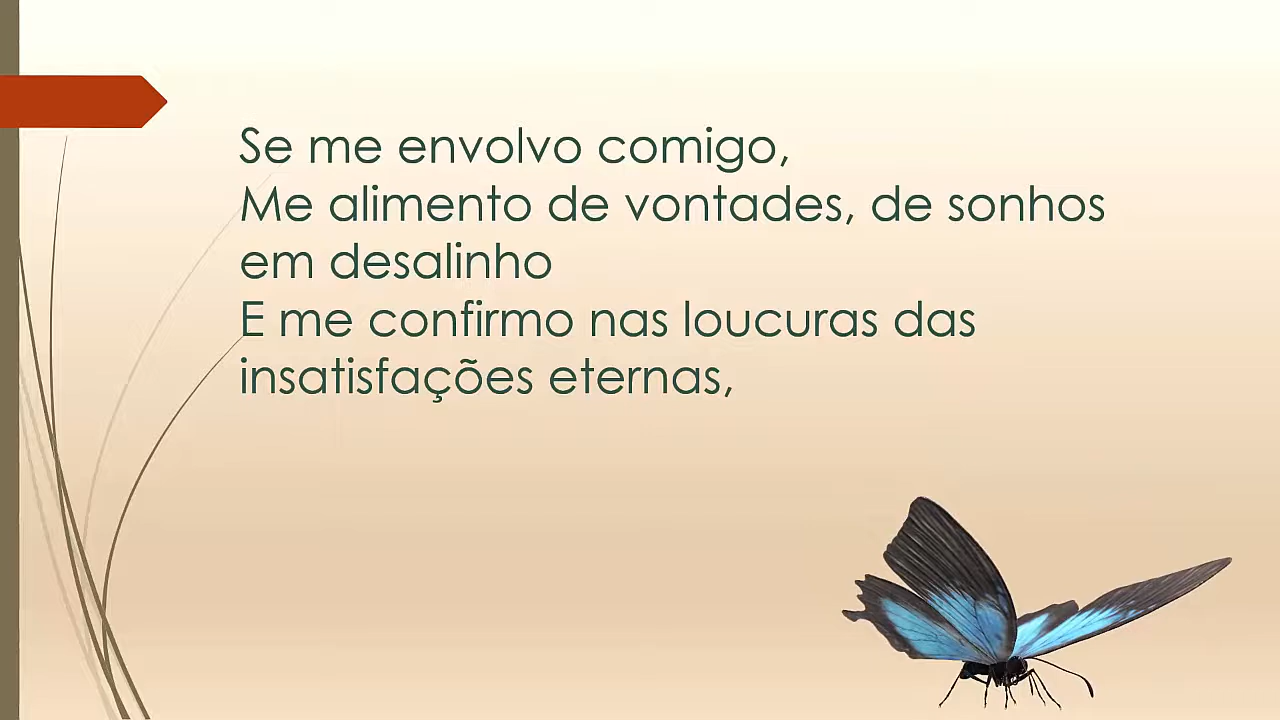 Se me envolvo comigo,
Me alimento de vontades, de sonhos
em desalinho
E me confirmo nas loucuras das
insatisfações eternas,